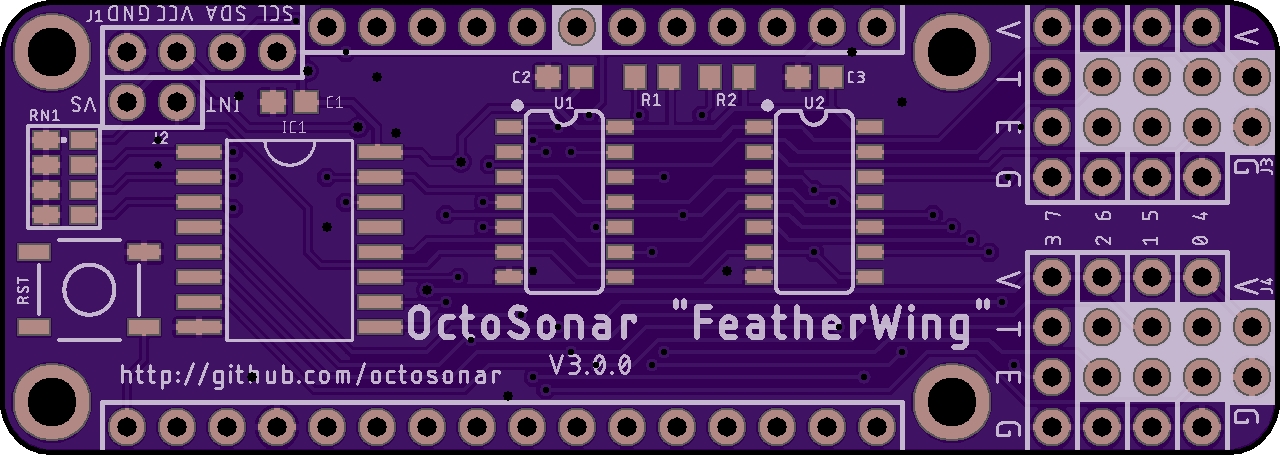 J1 GND VCC SDA SCL
VS INT
RN1
J2
C1
IC1
C2
U1
R1
R2
U2
C3
V
T
E
G
V
G
J3
7 6 5 4
3 2 1 0
V
T
E
G
V
G
J4
RST
OctoSonar "FeatherWing"
V3.0.0
http://github.com/octosonar